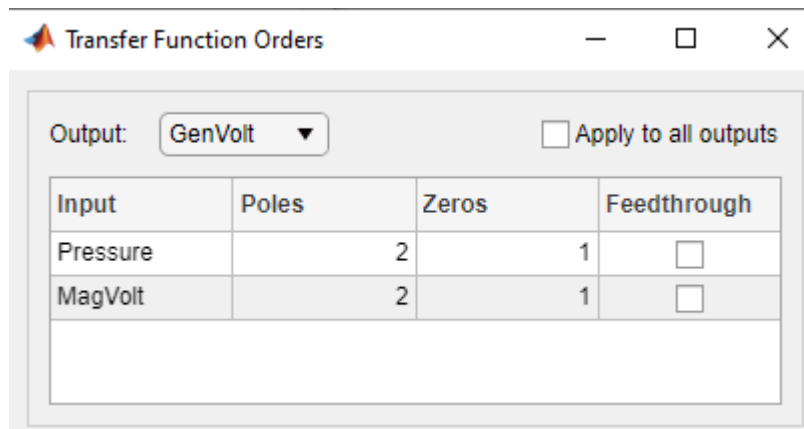 Transfer Function Orders
Output: GenVolt Apply to all outputs
Input Poles Zeros Feedthrough
Pressure 2 1
MagVolt 2 1